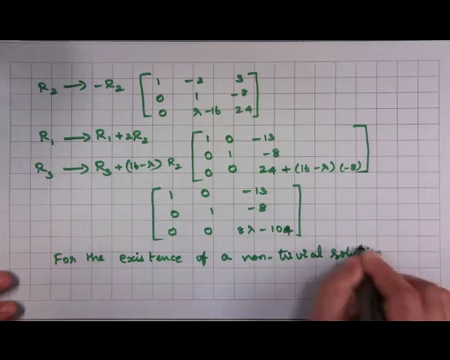 R₂ → -R₂ [1 -2 3
0 1 -8
0 λ-16 24]
R₁ → R₁ + 2R₂ [1 0 -13
0 1 -8
R₃ → R₃ + (16-λ) R₂ 0 0 24 + (16-λ)(-8)]
[1 0 -13
0 1 -8
0 0 8λ - 104]
For the existence of a non-trivial